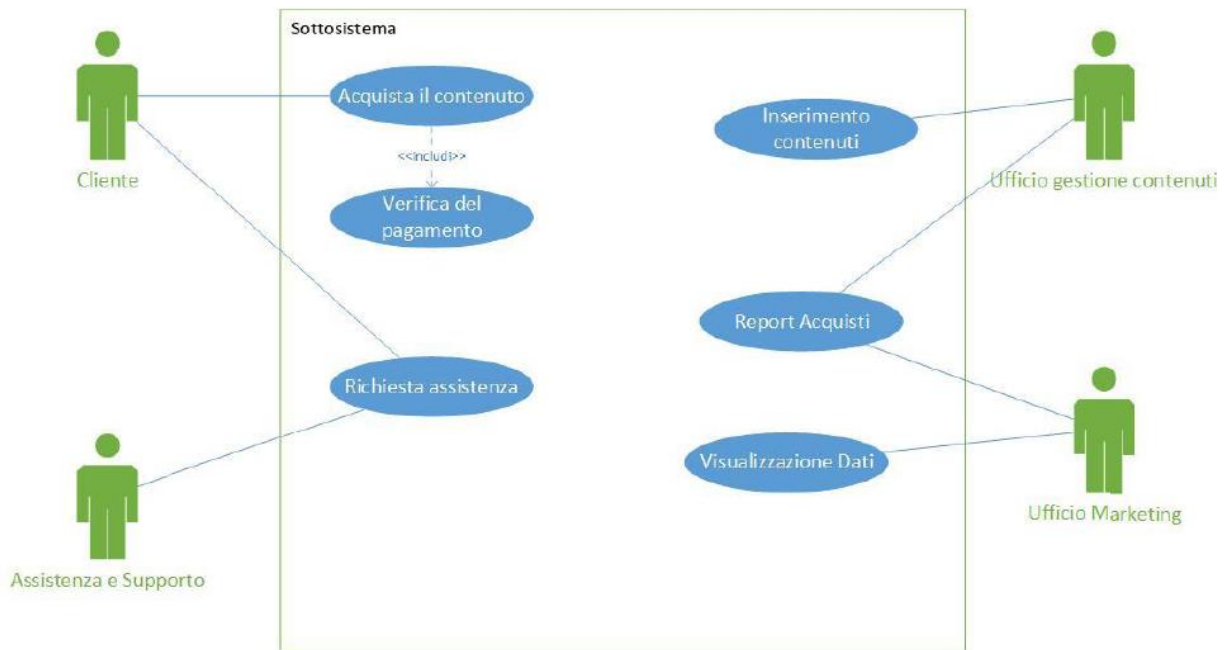 Sottosistema
Acquista il contenuto
<<includi>>
Verifica del
pagamento
Richiesta assistenza
Inserimento
contenuti
Report Acquisti
Visualizzazione Dati
Cliente
Assistenza e Supporto
Ufficio gestione contenuti
Ufficio Marketing